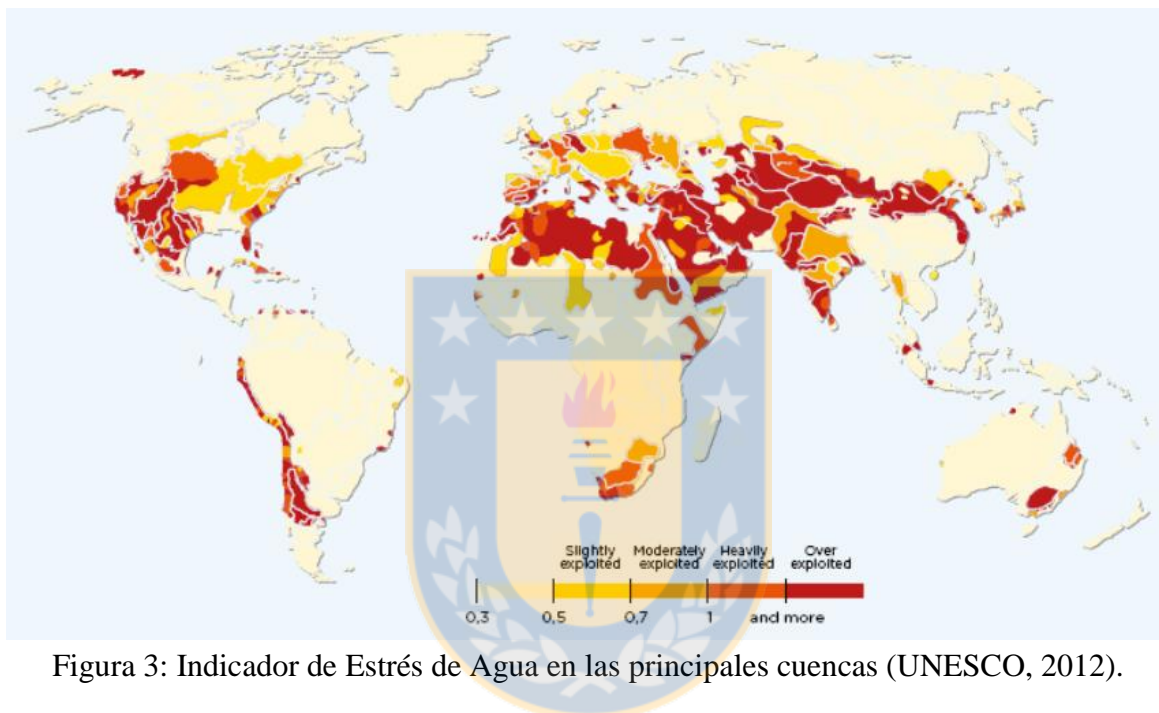 Slightly exploited Moderately exploited Heavily exploited Over exploited
0,3 0,5 0,7 1 and more
Figura 3: Indicador de Estrés de Agua en las principales cuencas (UNESCO, 2012).